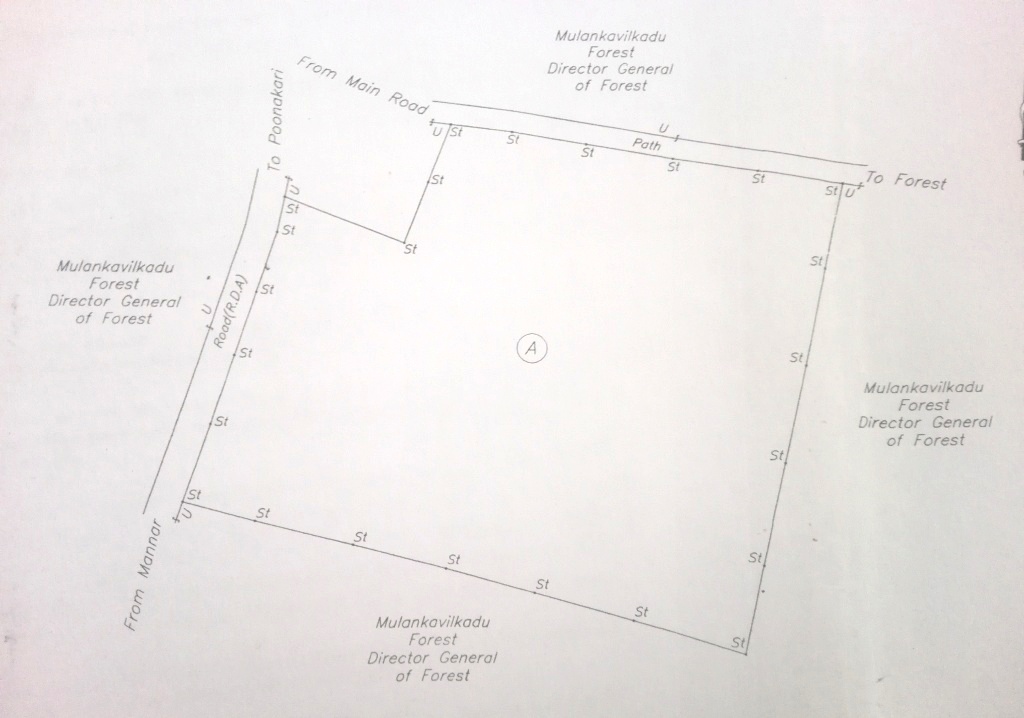 Mulankavilkadu
Forest
Director General
of Forest
From Main Road
To Poonakari
U
St
St
U
Path
St
St
St
St
U
To Forest
St
U
St
St
St
St
Mulankavilkadu
Forest
Director General
of Forest
U
Road(R.D.A)
St
St
St
A
St
St
Mulankavilkadu
Forest
Director General
of Forest
St
St
U
From Mannar
St
St
St
St
St
St
St
Mulankavilkadu
Forest
Director General
of Forest